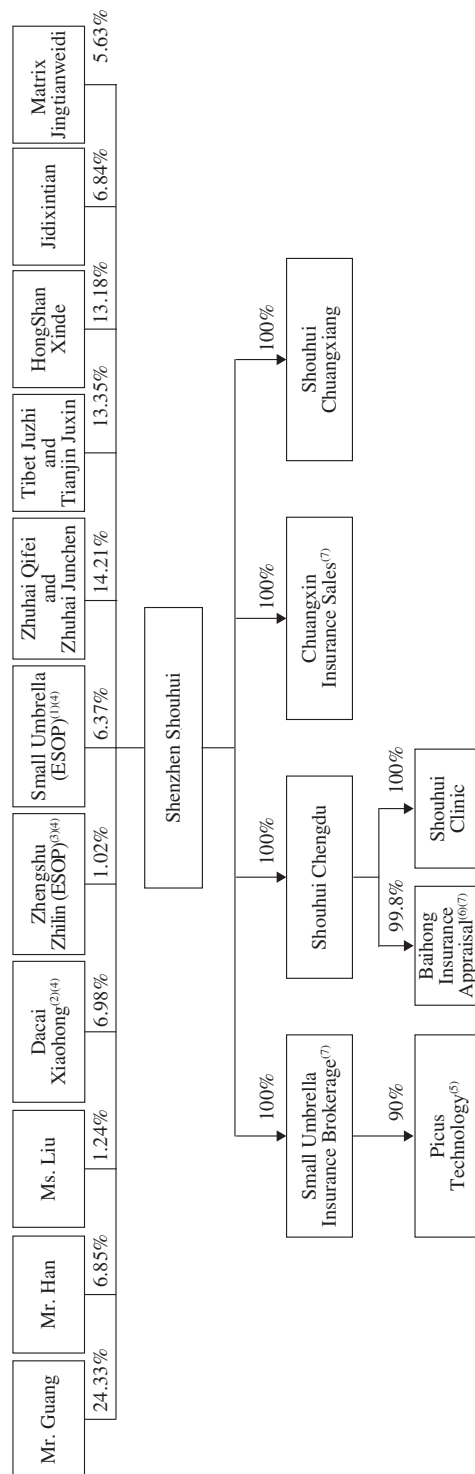 Mr. Guang
24.33%
Mr. Han
6.85%
Ms. Liu
1.24%
Dacai
Xiaohong(2)(4)
6.98%
Zhengshu
Zhilin (ESOP)(3)(4)
1.02%
Small Umbrella
(ESOP)(1)(4)
6.37%
Zhuhai Qifei
and
Zhuhai Junchen
14.21%
Tibet Juzhi
and
Tianjin Juxin
13.35%
HongShan
Xinde
13.18%
Jidixintian
6.84%
Matrix
Jingtianweidi
5.63%
Shenzhen Shouhui
100%
100%
100%
100%
Small Umbrella
Insurance Brokerage(7)
Shouhui Chengdu
Chuangxin
Insurance Sales(7)
Shouhui
Chuangxiang
90%
99.8%
100%
Picus
Technology(5)
Baihong
Insurance
Appraisal(6)(7)
Shouhui
Clinic